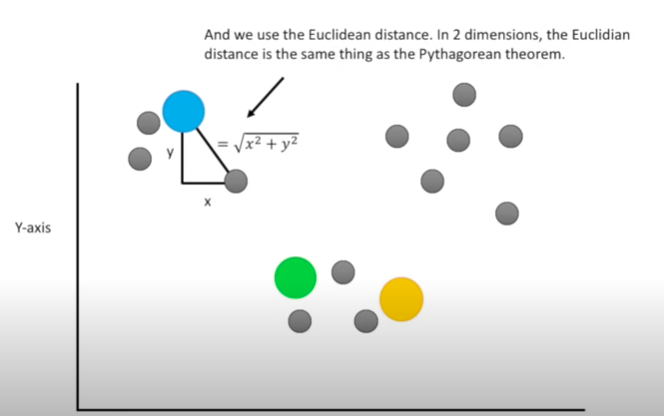 And we use the Euclidean distance. In 2 dimensions, the Euclidian
distance is the same thing as the Pythagorean theorem.
= √x² + y²
y
x
Y-axis